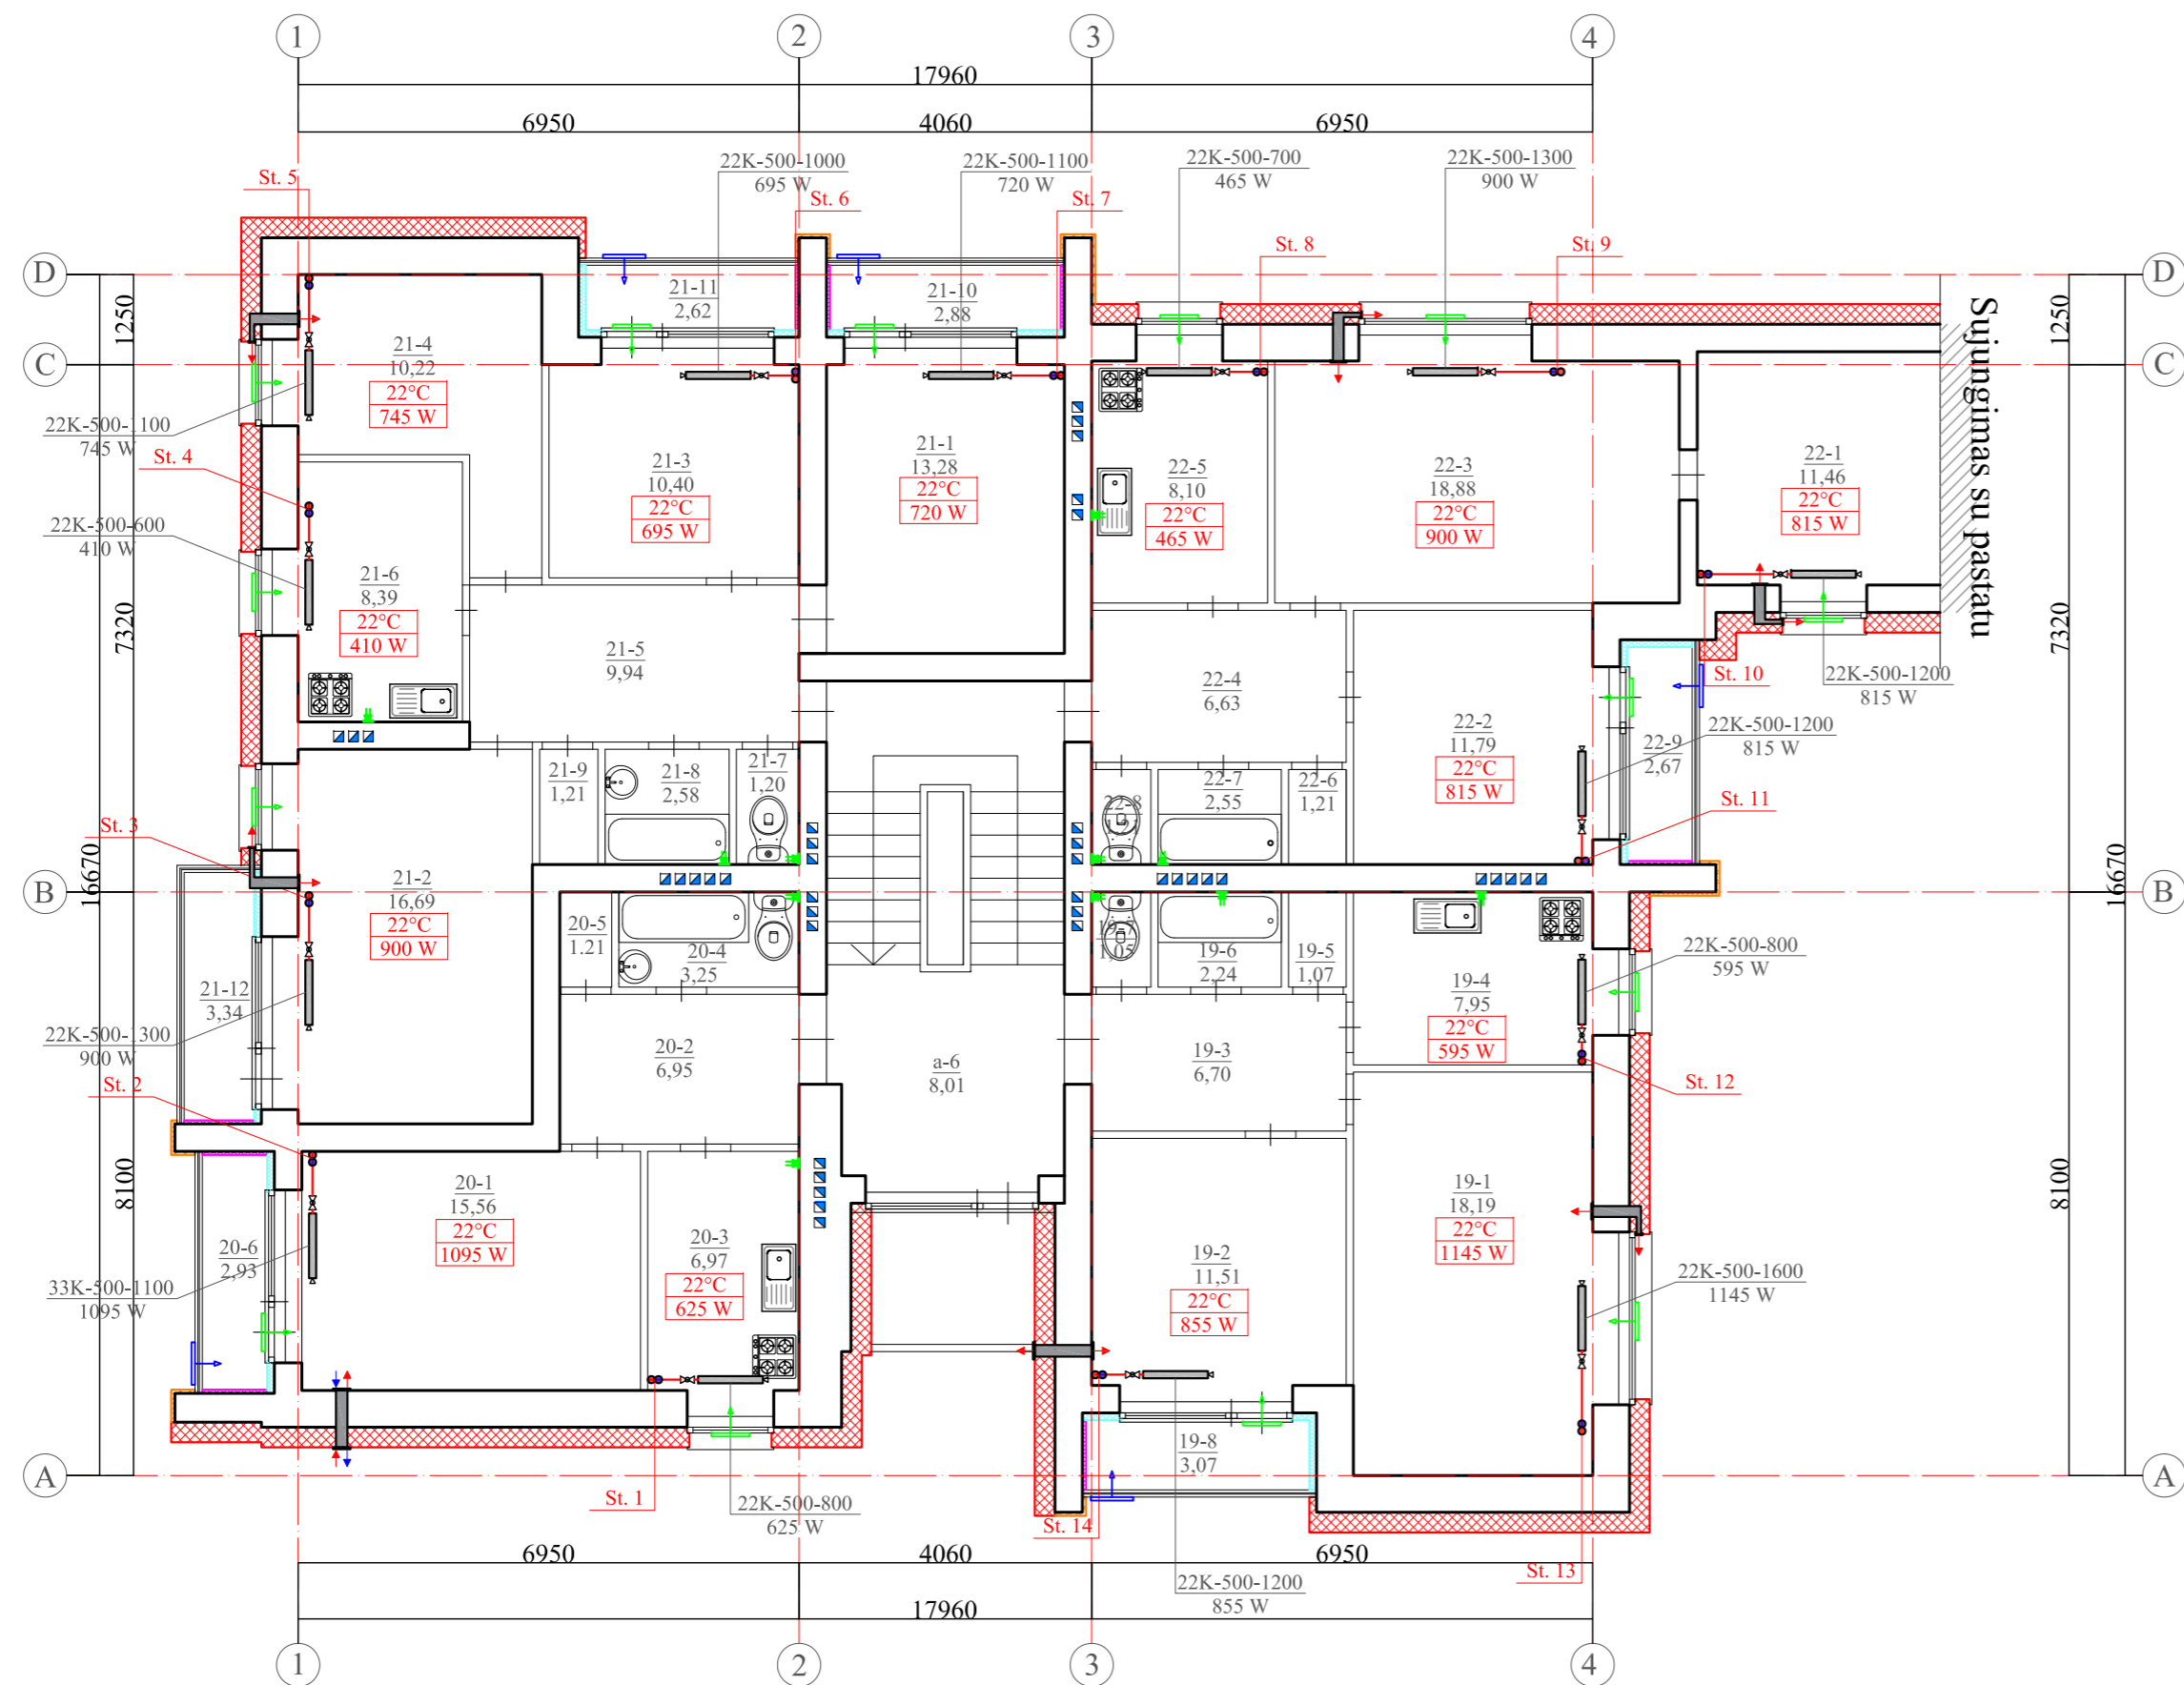 1
2
3
4
17960
6950
4060
6950
22K-500-1000
695 W
22K-500-1100
720 W
22K-500-700
465 W
22K-500-1300
900 W
St. 5
St. 6
St. 7
St. 8
St. 9
D
D
1250
1250
21-11
2,62
21-10
2,88
Sujungimas su pastatu
C
C
21-4
10,22
22°C
745 W
22K-500-1100
745 W
St. 4
21-3
10,40
22°C
695 W
21-1
13,28
22°C
720 W
22-5
8,10
22°C
465 W
22-3
18,88
22°C
900 W
22-1
11,46
22°C
815 W
22K-500-600
410 W
21-6
8,39
22°C
410 W
7320
7320
21-5
9,94
22-4
6,63
St. 10
22K-500-1200
815 W
22-2
11,79
22°C
815 W
22-9
2,67
22K-500-1200
815 W
21-9
1,21
21-8
2,58
21-7
1,20
22-8
1,21
22-7
2,55
22-6
1,21
St. 11
St. 3
16670
16670
B
B
21-2
16,69
22°C
900 W
20-5
1.21
20-4
3,25
19-7
1,05
19-6
2,24
19-5
1,07
19-4
7,95
22°C
595 W
22K-500-800
595 W
21-12
3,34
22K-500-1300
900 W
20-2
6,95
a-6
8,01
19-3
6,70
St. 2
St. 12
8100
8100
20-1
15,56
22°C
1095 W
20-6
2,93
33K-500-1100
1095 W
20-3
6,97
22°C
625 W
19-2
11,51
22°C
855 W
19-1
18,19
22°C
1145 W
22K-500-1600
1145 W
19-8
3,07
A
A
St. 1
22K-500-800
625 W
St. 14
St. 13
6950
4060
6950
22K-500-1200
855 W
17960
1
2
3
4